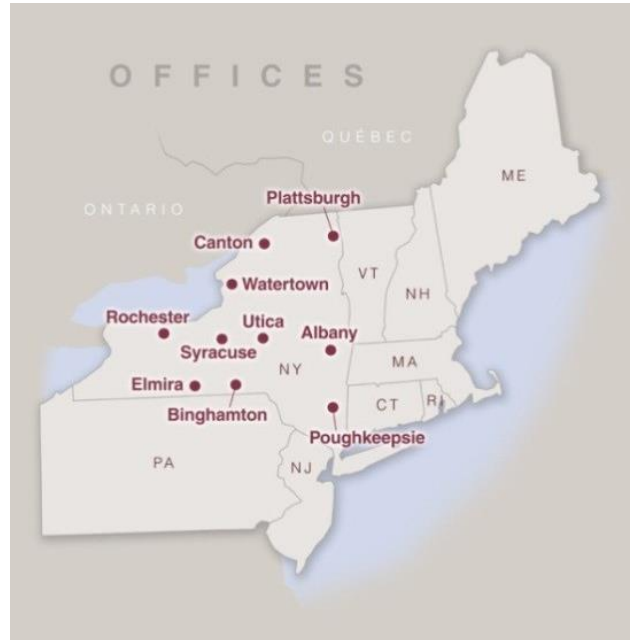 OFFICES
QUÉBEC
ME
ONTARIO
Plattsburgh
Canton
VT
Watertown
NH
Rochester
Utica
Albany
Syracuse
MA
NY
Elmira
CT
RI
Binghamton
Poughkeepsie
PA
NJ